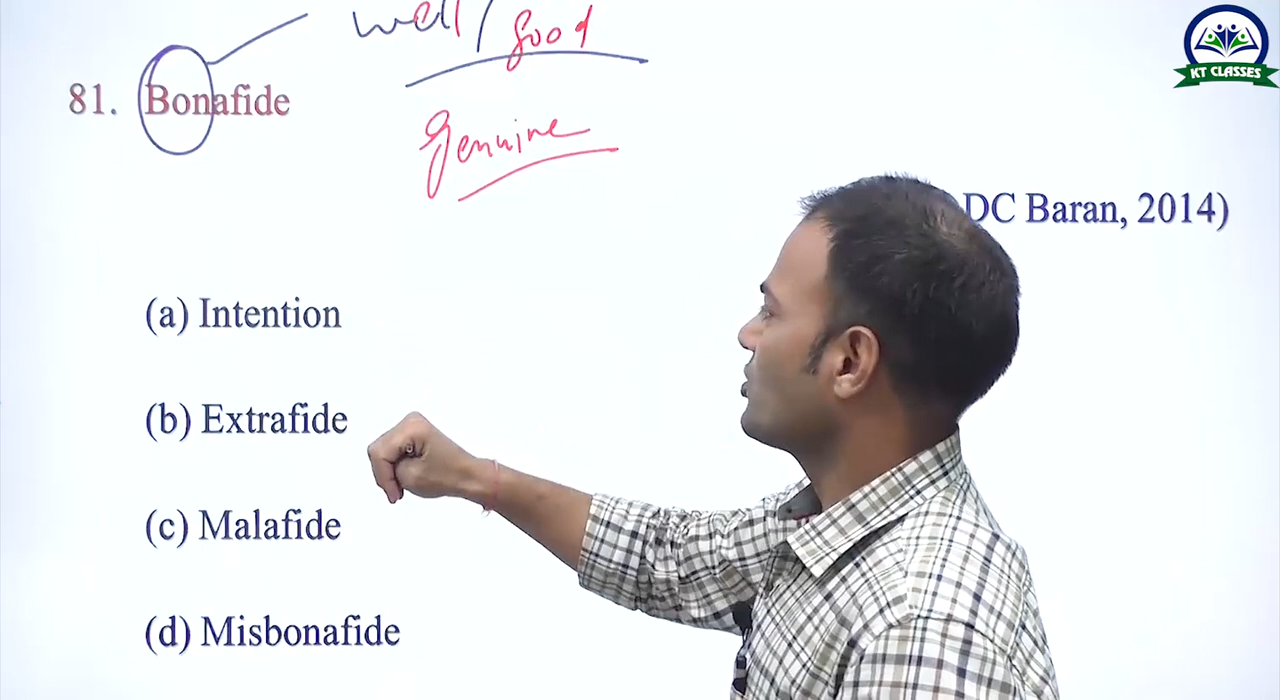 well/good
81. Bonafide
genuine
DC Baran, 2014)
(a) Intention
(b) Extrafide
(c) Malafide
(d) Misbonafide
KT CLASSES